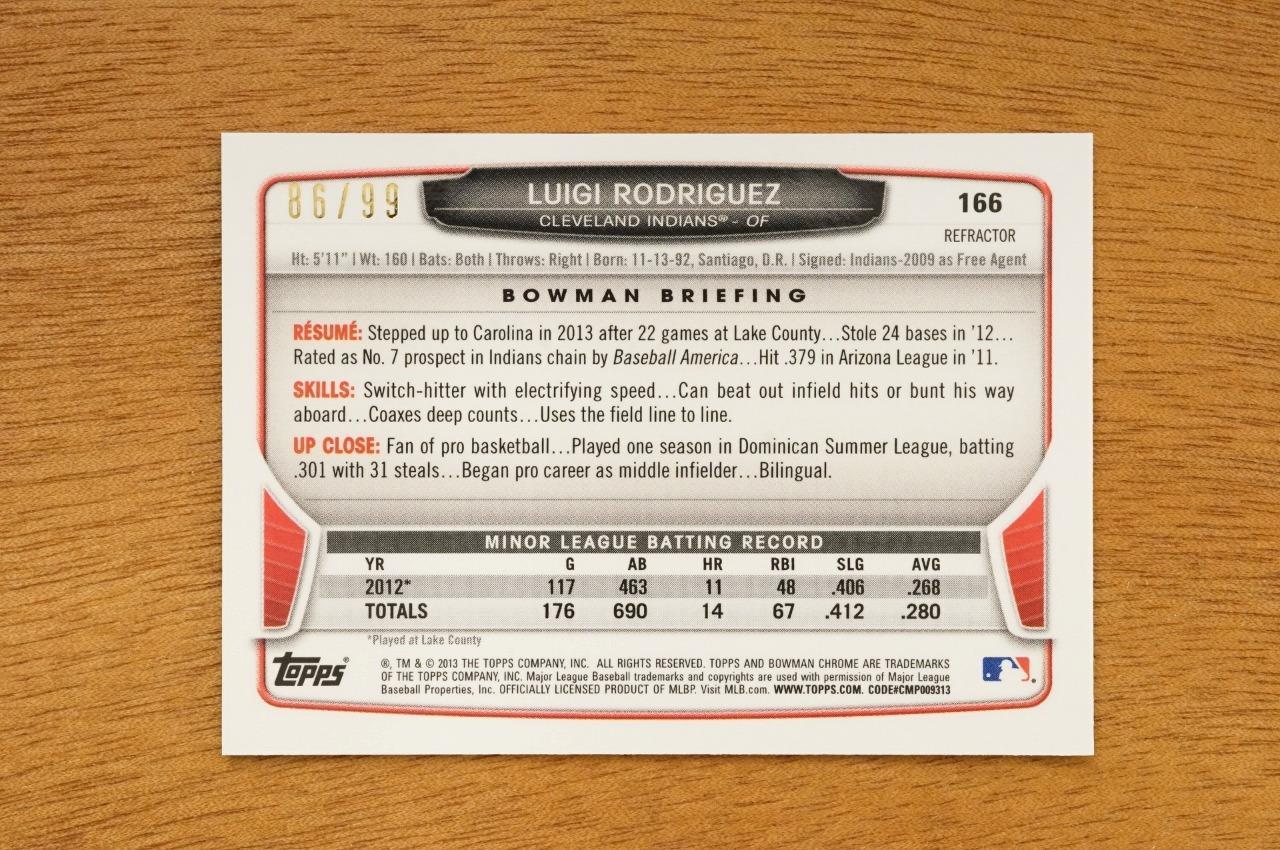 86/99
LUIGI RODRIGUEZ
CLEVELAND INDIANS® - OF
166
REFRACTOR
Ht: 5'11" | Wt: 160 | Bats: Both | Throws: Right | Born: 11-13-92, Santiago, D.R. | Signed: Indians-2009 as Free Agent
BOWMAN BRIEFING
RÉSUMÉ: Stepped up to Carolina in 2013 after 22 games at Lake County...Stole 24 bases in '12...
Rated as No. 7 prospect in Indians chain by Baseball America...Hit .379 in Arizona League in '11.
SKILLS: Switch-hitter with electrifying speed...Can beat out infield hits or bunt his way
aboard...Coaxes deep counts...Uses the field line to line.
UP CLOSE: Fan of pro basketball...Played one season in Dominican Summer League, batting
.301 with 31 steals...Began pro career as middle infielder...Bilingual.
MINOR LEAGUE BATTING RECORD
YR G AB HR RBI SLG AVG
2012* 117 463 11 48 .406 .268
TOTALS 176 690 14 67 .412 .280
*Played at Lake County
Topps®
®, TM & © 2013 THE TOPPS COMPANY, INC. ALL RIGHTS RESERVED. TOPPS AND BOWMAN CHROME ARE TRADEMARKS
OF THE TOPPS COMPANY, INC. Major League Baseball trademarks and copyrights are used with permission of Major League
Baseball Properties, Inc. OFFICIALLY LICENSED PRODUCT OF MLBP. Visit MLB.com. WWW.TOPPS.COM. CODE#CMP009313